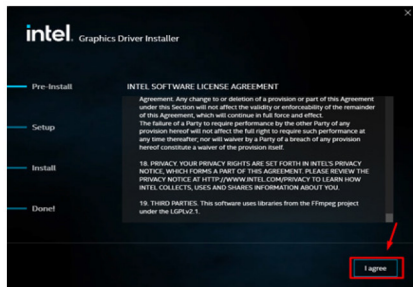 intel. Graphics Driver Installer
Pre-Install
Setup
Install
Done!
INTEL SOFTWARE LICENSE AGREEMENT
Agreement. Any change to or deletion of a provision or part of this Agreement
under this Section will not affect the validity or enforceability of the remainder
of this Agreement, which will continue in full force and effect.
The failure of a Party to require performance by the other Party of any
provision hereof will not affect the full right to require such performance at
any time thereafter; nor will waiver by a Party of a breach of any provision
hereof constitute a waiver of the provision itself.
18. PRIVACY. YOUR PRIVACY RIGHTS ARE SET FORTH IN INTEL'S PRIVACY
NOTICE, WHICH FORMS A PART OF THIS AGREEMENT. PLEASE REVIEW THE
PRIVACY NOTICE AT HTTP://WWW.INTEL.COM/PRIVACY TO LEARN HOW
INTEL COLLECTS, USES AND SHARES INFORMATION ABOUT YOU.
19. THIRD PARTIES. This software uses libraries from the FFmpeg project
under the LGPLv2.1.
I agree